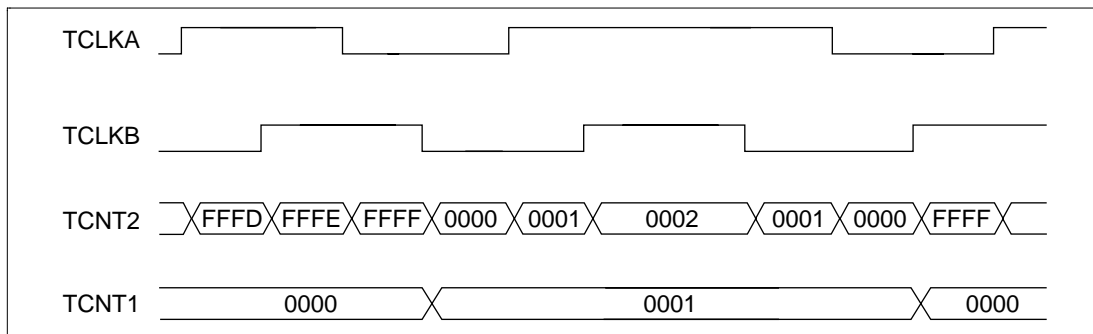 TCLKA
TCLKB
TCNT2 FFFD FFFE FFFF 0000 0001 0002 0001 0000 FFFF
TCNT1 0000 0001 0000